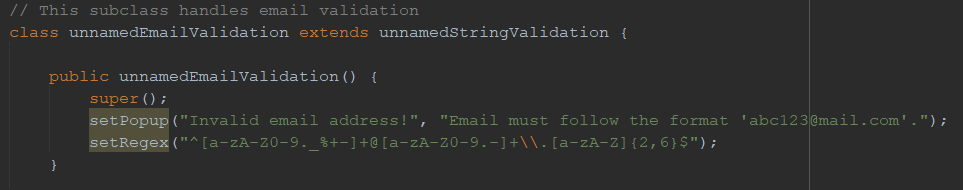 // This subclass handles email validation
class unnamedEmailValidation extends unnamedStringValidation {
public unnamedEmailValidation() {
super();
setPopup("Invalid email address!", "Email must follow the format 'abc123@mail.com'.");
setRegex("^[a-zA-Z0-9._%+-]+@[a-zA-Z0-9.-]+\\.[a-zA-Z]{2,6}$");
}